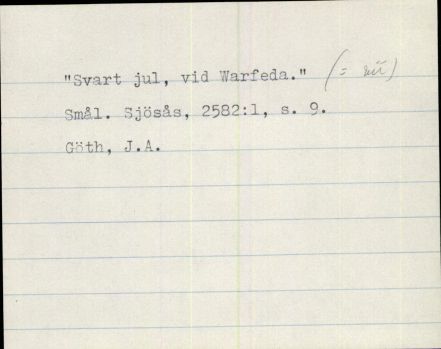 "Svart jul, vid Warfeda." (=
Smål. Sjösås, 2582:1, s. 9.
Göth, J.A.